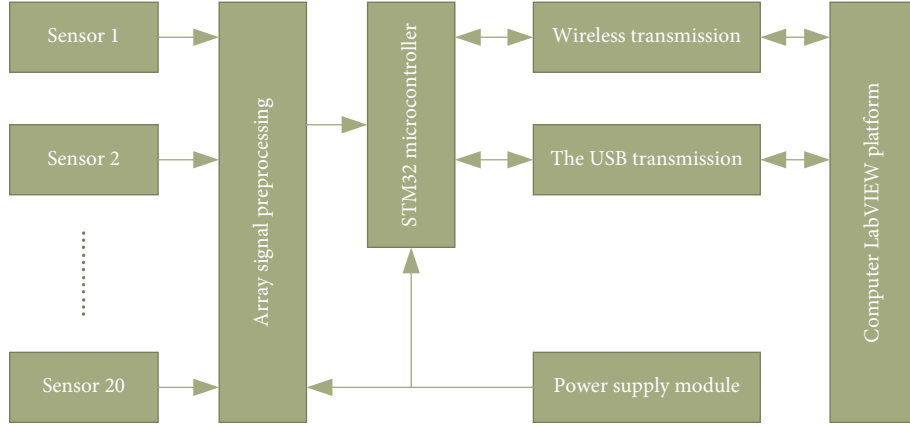 Sensor 1
Sensor 2
Sensor 20
Array signal preprocessing
STM32 microcontroller
Wireless transmission
The USB transmission
Power supply module
Computer LabVIEW platform